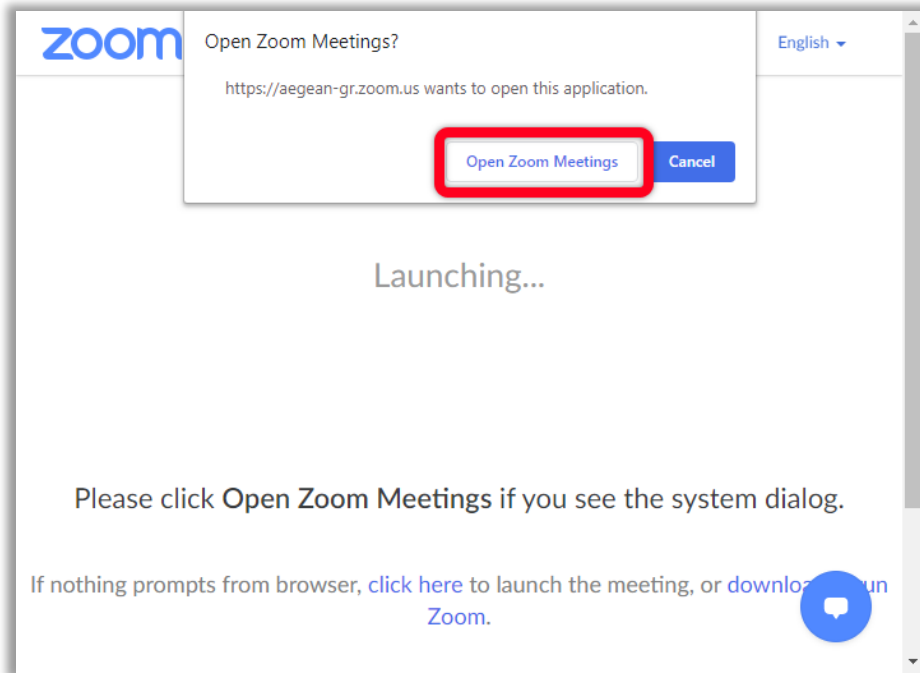 zoom
Open Zoom Meetings?
English
https://aegean-gr.zoom.us wants to open this application.
Open Zoom Meetings
Cancel
Launching...
Please click Open Zoom Meetings if you see the system dialog.
If nothing prompts from browser, click here to launch the meeting, or
Zoom.